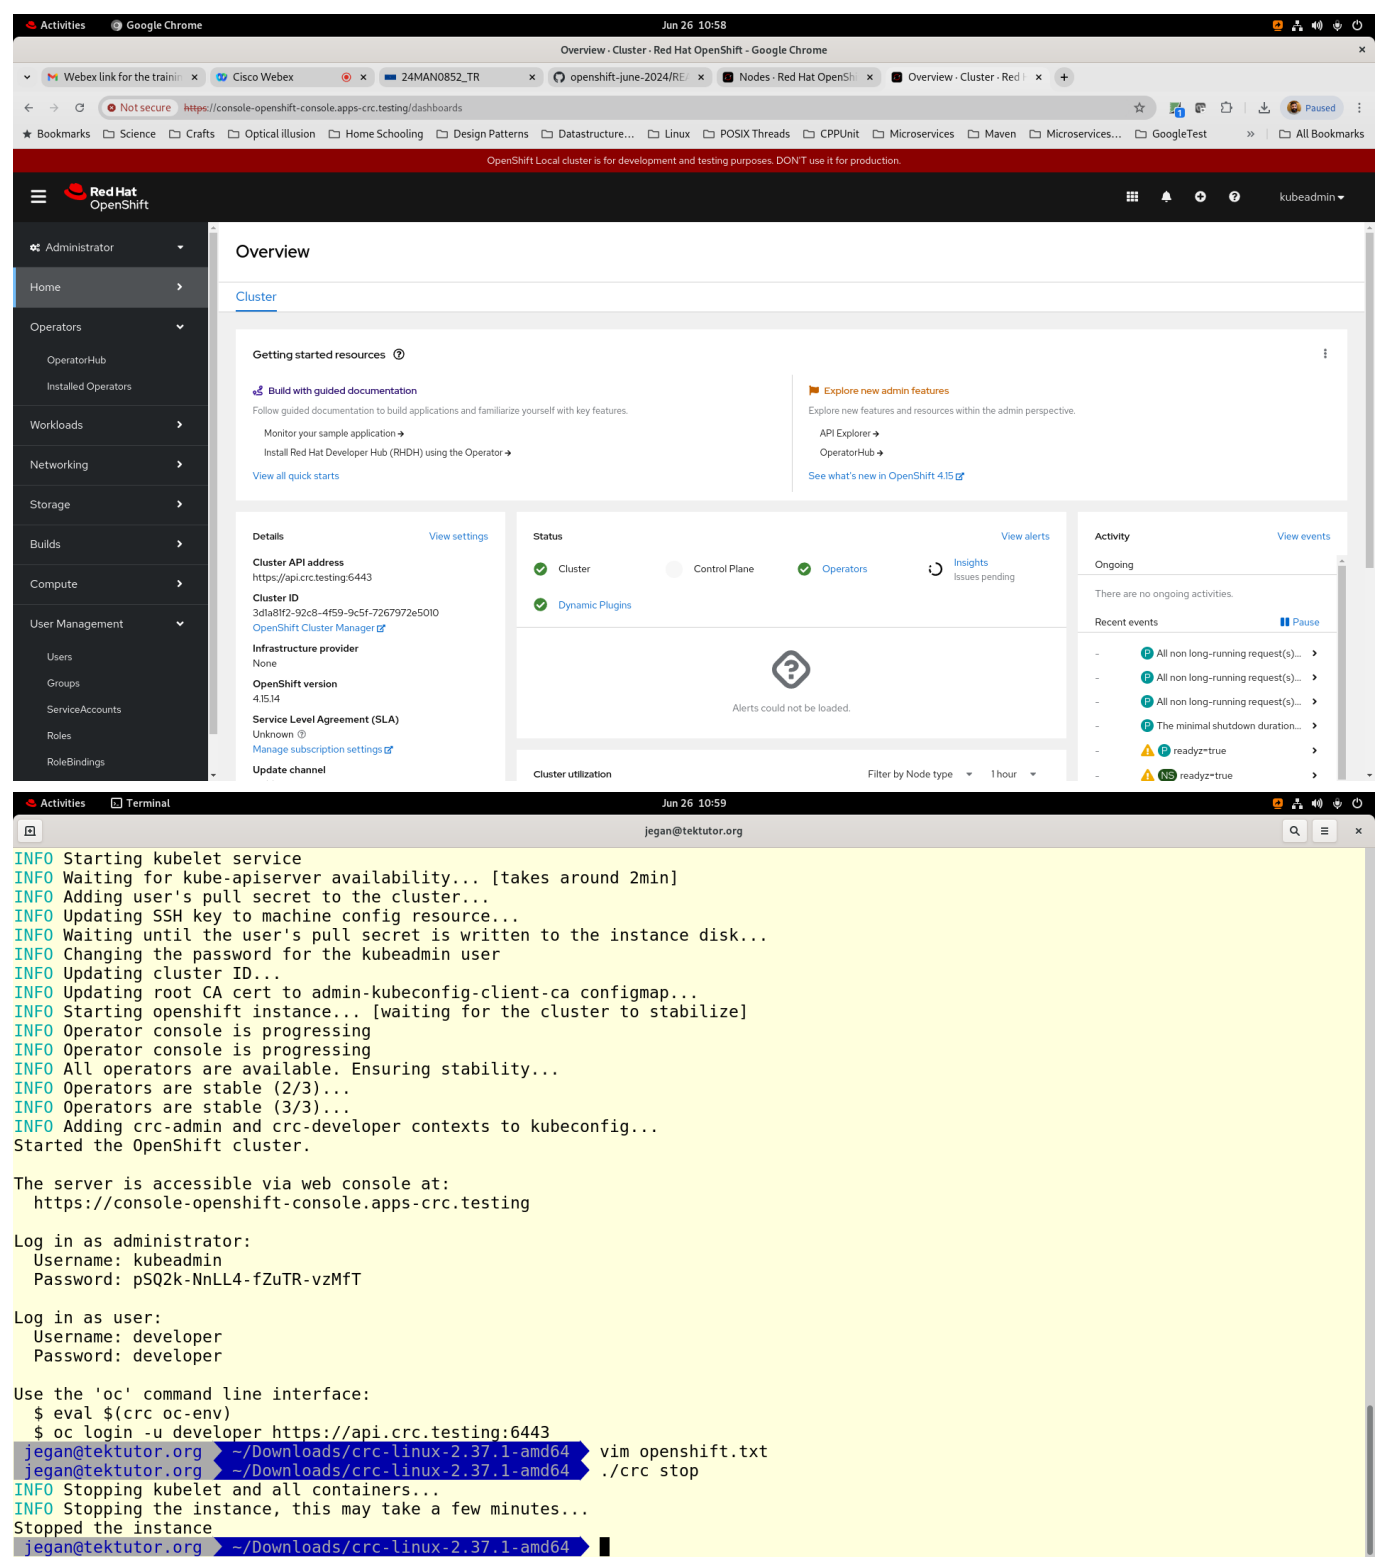 Activities Google Chrome Jun 26 10:58
Overview · Cluster · Red Hat OpenShift - Google Chrome
Webex link for the trainin Cisco Webex 24MAN0852_TR openshift-june-2024/RE Nodes · Red Hat OpenShi Overview · Cluster · Red H
Not secure https://console-openshift-console.apps-crc.testing/dashboards Paused
Bookmarks Science Crafts Optical illusion Home Schooling Design Patterns Datastructure... Linux POSIX Threads CPPUnit Microservices Maven Microservices... GoogleTest » All Bookmarks
OpenShift Local cluster is for development and testing purposes. DON'T use it for production.
Red Hat
OpenShift
kubeadmin
Administrator
Home
Operators
OperatorHub
Installed Operators
Workloads
Networking
Storage
Builds
Compute
User Management
Users
Groups
ServiceAccounts
Roles
RoleBindings
Overview
Cluster
Getting started resources
Build with guided documentation
Follow guided documentation to build applications and familiarize yourself with key features.
Monitor your sample application
Install Red Hat Developer Hub (RHDH) using the Operator
View all quick starts
Explore new admin features
Explore new features and resources within the admin perspective.
API Explorer
OperatorHub
See what's new in OpenShift 4.15
Details View settings
Cluster API address
https://api.crc.testing:6443
Cluster ID
3d1a81f2-92c8-4f59-9c5f-7267972e5010
OpenShift Cluster Manager
Infrastructure provider
None
OpenShift version
4.15.14
Service Level Agreement (SLA)
Unknown
Manage subscription settings
Update channel
Status View alerts
Cluster Control Plane Operators Insights
Issues pending
Dynamic Plugins
Alerts could not be loaded.
Cluster utilization Filter by Node type 1 hour
Activity View events
Ongoing
There are no ongoing activities.
Recent events Pause
- P All non long-running request(s)...
- P All non long-running request(s)...
- P All non long-running request(s)...
- P The minimal shutdown duration...
- P readyz=true
- NS readyz=true
Activities Terminal Jun 26 10:59
jegan@tektutor.org
INFO Starting kubelet service
INFO Waiting for kube-apiserver availability... [takes around 2min]
INFO Adding user's pull secret to the cluster...
INFO Updating SSH key to machine config resource...
INFO Waiting until the user's pull secret is written to the instance disk...
INFO Changing the password for the kubeadmin user
INFO Updating cluster ID...
INFO Updating root CA cert to admin-kubeconfig-client-ca configmap...
INFO Starting openshift instance... [waiting for the cluster to stabilize]
INFO Operator console is progressing
INFO Operator console is progressing
INFO All operators are available. Ensuring stability...
INFO Operators are stable (2/3)...
INFO Operators are stable (3/3)...
INFO Adding crc-admin and crc-developer contexts to kubeconfig...
Started the OpenShift cluster.
The server is accessible via web console at:
https://console-openshift-console.apps-crc.testing
Log in as administrator:
Username: kubeadmin
Password: pSQ2k-NnLL4-fZuTR-vzMfT
Log in as user:
Username: developer
Password: developer
Use the 'oc' command line interface:
$ eval $(crc oc-env)
$ oc login -u developer https://api.crc.testing:6443
jegan@tektutor.org ~/Downloads/crc-linux-2.37.1-amd64 vim openshift.txt
jegan@tektutor.org ~/Downloads/crc-linux-2.37.1-amd64 ./crc stop
INFO Stopping kubelet and all containers...
INFO Stopping the instance, this may take a few minutes...
Stopped the instance
jegan@tektutor.org ~/Downloads/crc-linux-2.37.1-amd64